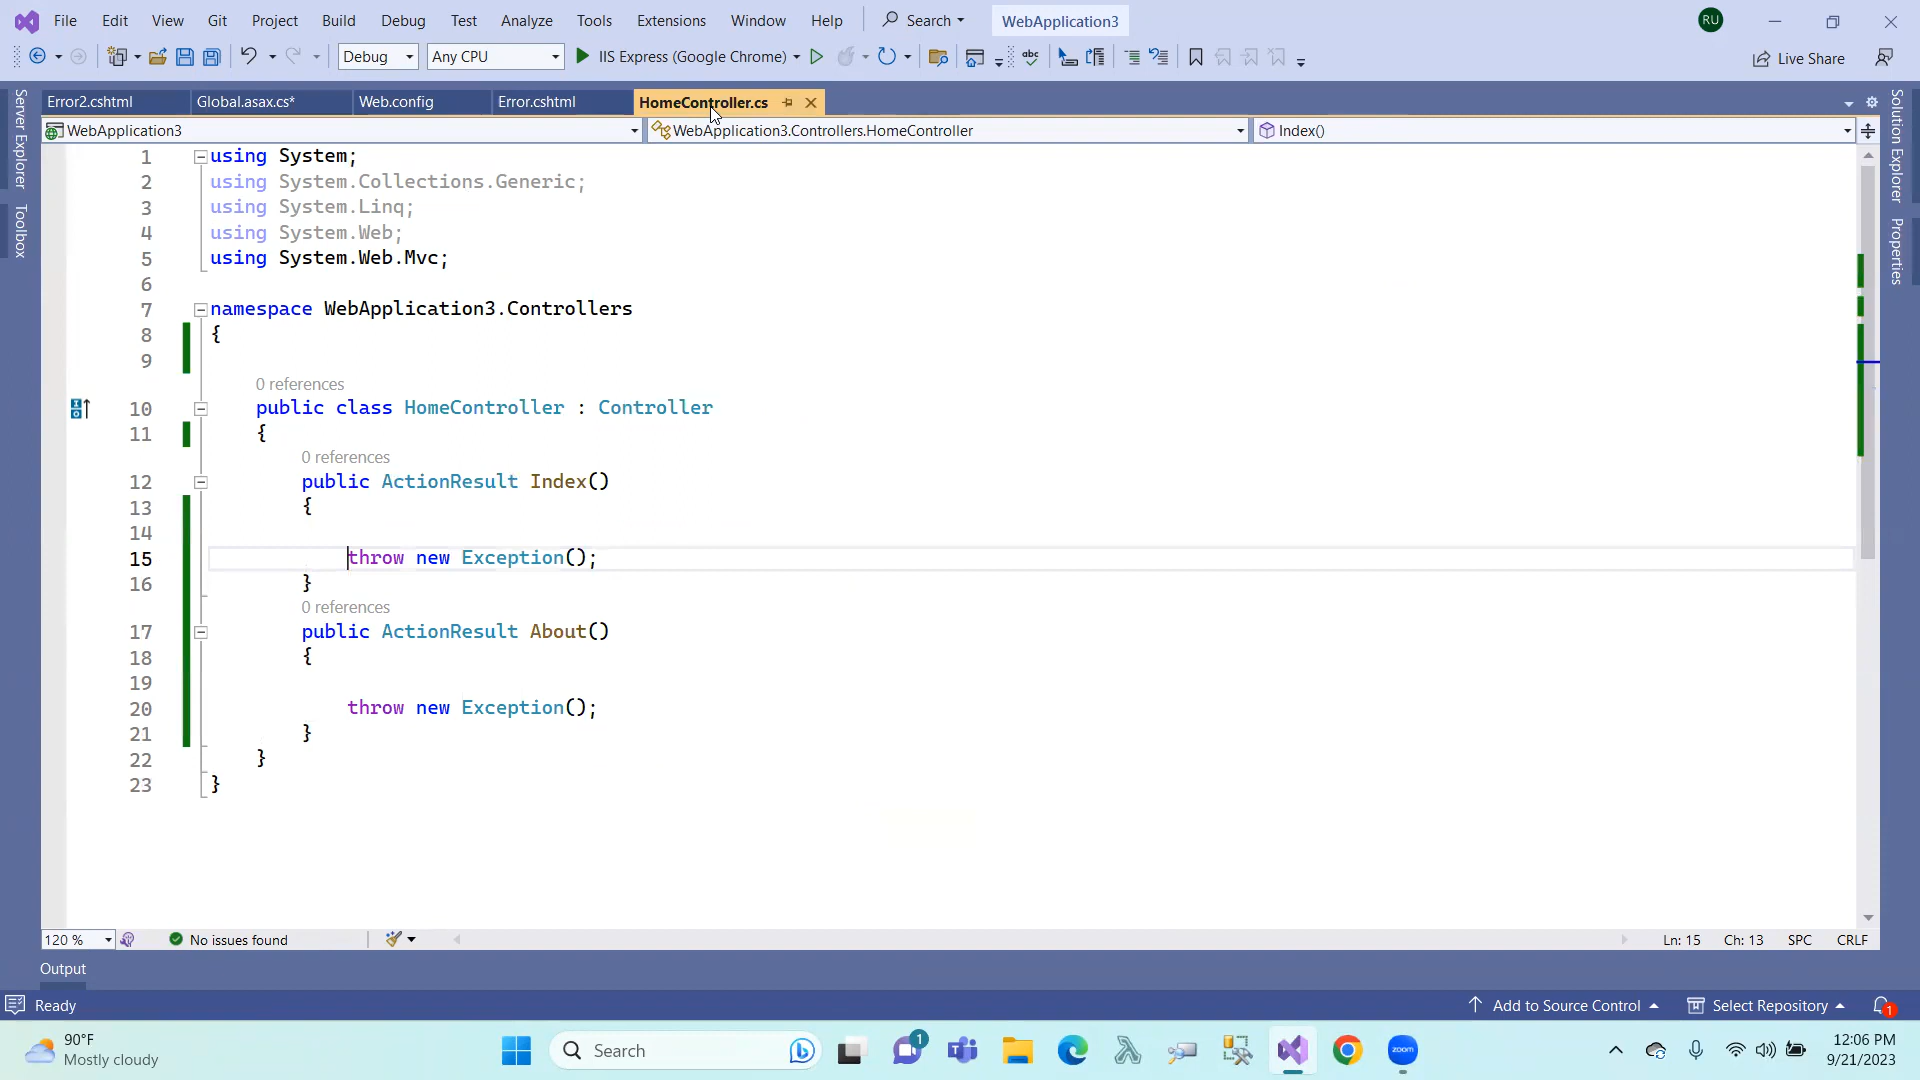 File Edit View Git Project Build Debug Test Analyze Tools Extensions Window Help Search WebApplication3 RU
Debug Any CPU IIS Express (Google Chrome) Live Share
Error2.cshtml Global.asax.cs* Web.config Error.cshtml HomeController.cs
WebApplication3 WebApplication3.Controllers.HomeController Index()
Server Explorer
Toolbox
Solution Explorer
Properties
1 using System;
2 using System.Collections.Generic;
3 using System.Linq;
4 using System.Web;
5 using System.Web.Mvc;
6
7 namespace WebApplication3.Controllers
8 {
9
0 references
10 public class HomeController : Controller
11 {
0 references
12 public ActionResult Index()
13 {
14
15 throw new Exception();
16 }
0 references
17 public ActionResult About()
18 {
19
20 throw new Exception();
21 }
22 }
23 }
120 % No issues found Ln: 15 Ch: 13 SPC CRLF
Output
Ready Add to Source Control Select Repository 1
90°F
Mostly cloudy
Search 1 zoom
12:06 PM
9/21/2023